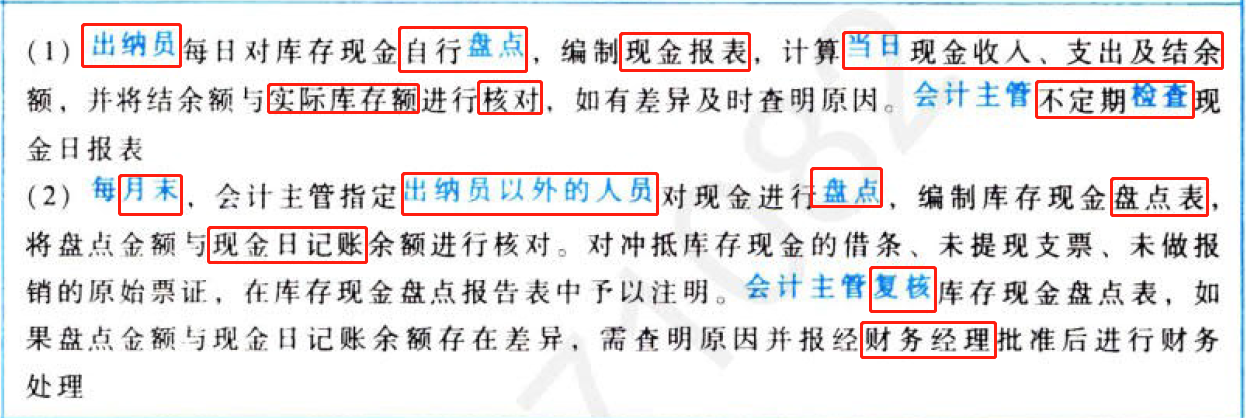 (1) 出纳员每日对库存现金自行盘点，编制现金报表，计算当日现金收入、支出及结余
额，并将结余额与实际库存额进行核对，如有差异及时查明原因。会计主管不定期检查现
金日报表
(2) 每月末，会计主管指定出纳员以外的人员对现金进行盘点，编制库存现金盘点表，
将盘点金额与现金日记账余额进行核对。对冲抵库存现金的借条、未提现支票、未做报
销的原始票证，在库存现金盘点报告表中予以注明。会计主管复核库存现金盘点表，如
果盘点金额与现金日记账余额存在差异，需查明原因并报经财务经理批准后进行财务
处理